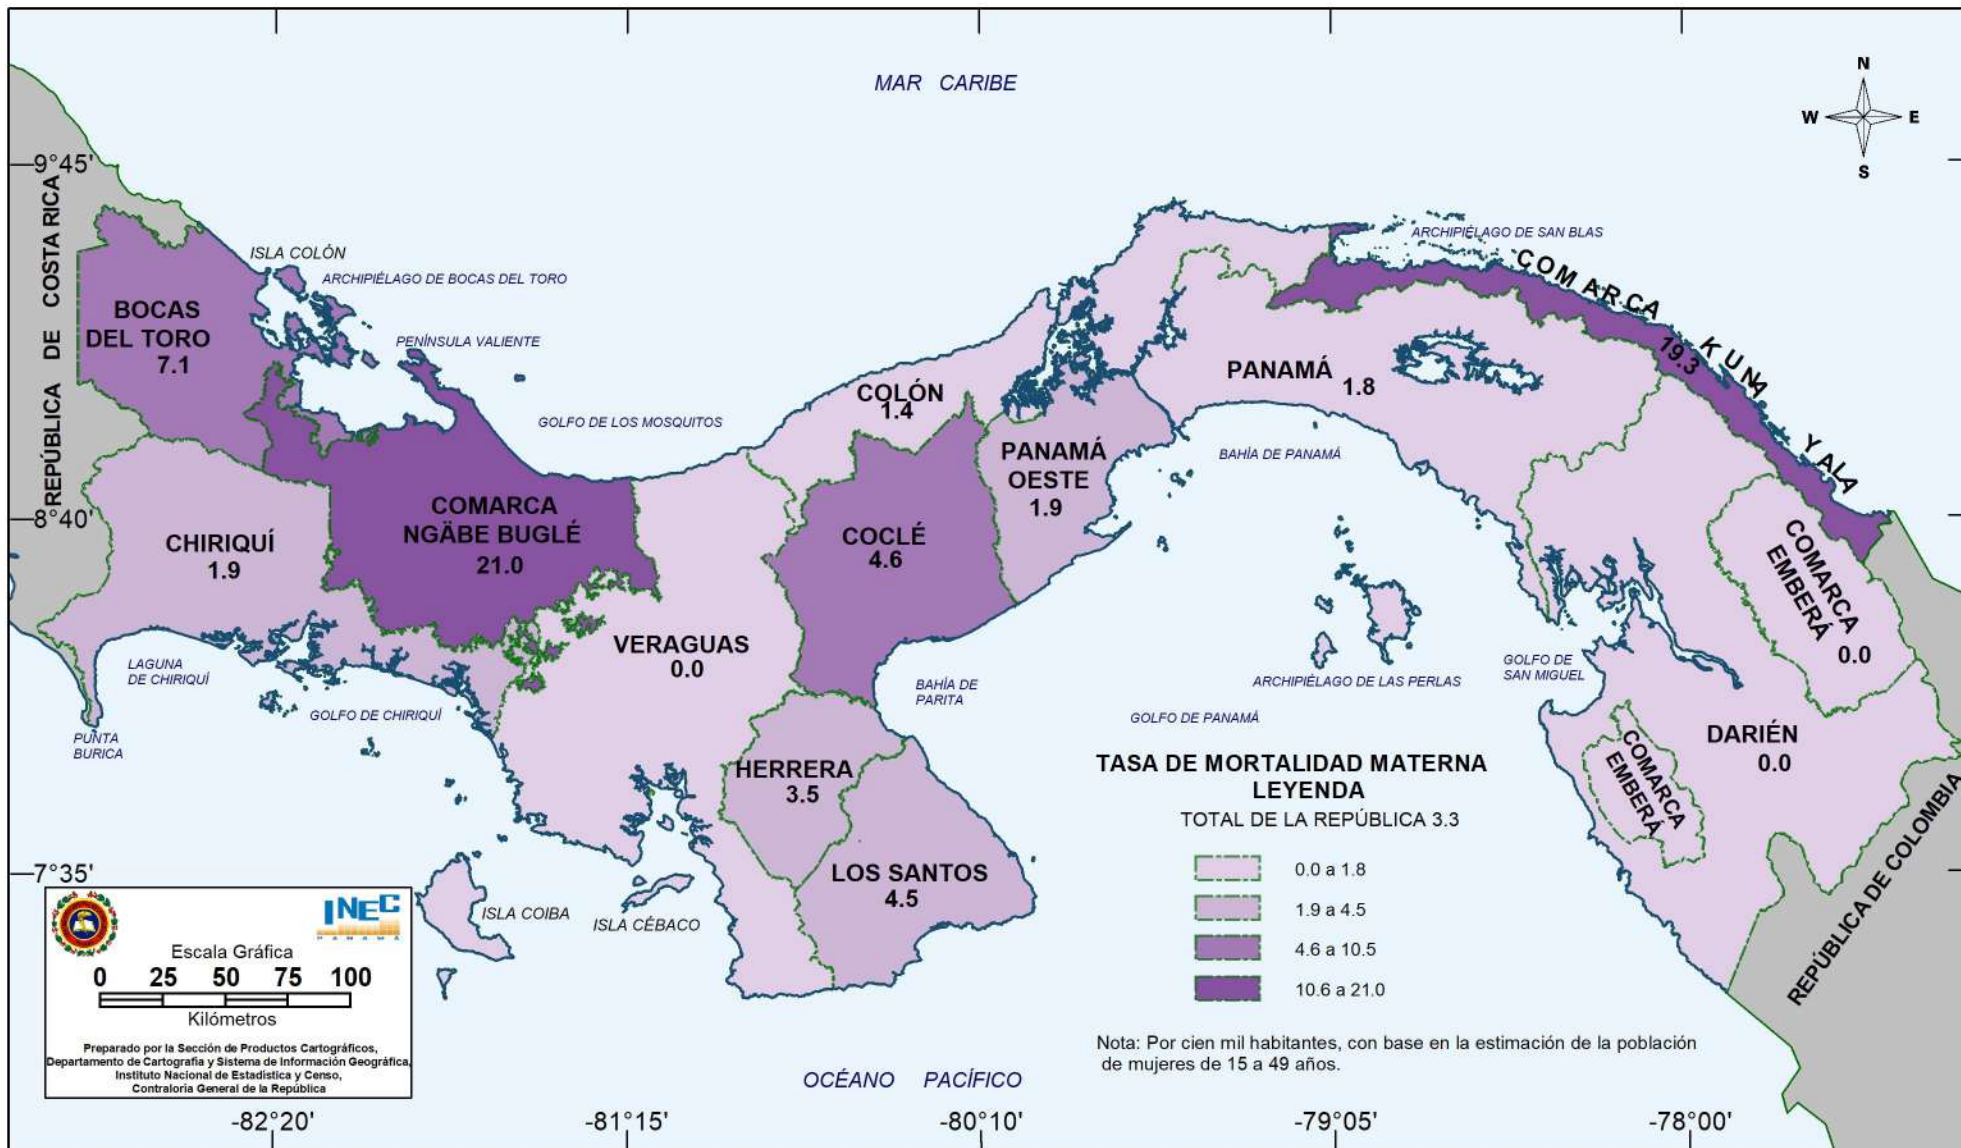 MAR CARIBE
N
W
E
S
9°45'
8°40'
7°35'
REPÚBLICA DE COSTA RICA
ISLA COLÓN
ARCHIPIÉLAGO DE BOCAS DEL TORO
BOCAS
DEL TORO
7.1
PENÍNSULA VALIENTE
GOLFO DE LOS MOSQUITOS
ARCHIPIÉLAGO DE SAN BLAS
COMARCA KUNA YALA
19.3
COLÓN
1.4
PANAMÁ
1.8
PANAMÁ
OESTE
1.9
BAHÍA DE PANAMÁ
CHIRIQUÍ
1.9
COMARCA
NGÄBE BUGLÉ
21.0
COCLÉ
4.6
VERAGUAS
0.0
COMARCA
EMBERÁ
0.0
LAGUNA
DE CHIRIQUÍ
GOLFO DE CHIRIQUÍ
PUNTA
BURICA
BAHÍA DE
PARITA
ARCHIPIÉLAGO DE LAS PERLAS
GOLFO DE
SAN MIGUEL
GOLFO DE PANAMÁ
DARIÉN
0.0
COMARCA
EMBERÁ
HERRERA
3.5
LOS SANTOS
4.5
ISLA COIBA
ISLA CÉBACO
REPÚBLICA DE COLOMBIA
TASA DE MORTALIDAD MATERNA
LEYENDA
TOTAL DE LA REPÚBLICA 3.3
0.0 a 1.8
1.9 a 4.5
4.6 a 10.5
10.6 a 21.0
Nota: Por cien mil habitantes, con base en la estimación de la población
de mujeres de 15 a 49 años.
INEC
PANAMÁ
Escala Gráfica
0 25 50 75 100
Kilómetros
Preparado por la Sección de Productos Cartográficos,
Departamento de Cartografía y Sistema de Información Geográfica,
Instituto Nacional de Estadística y Censo,
Contraloría General de la República
OCÉANO PACÍFICO
-82°20'
-81°15'
-80°10'
-79°05'
-78°00'